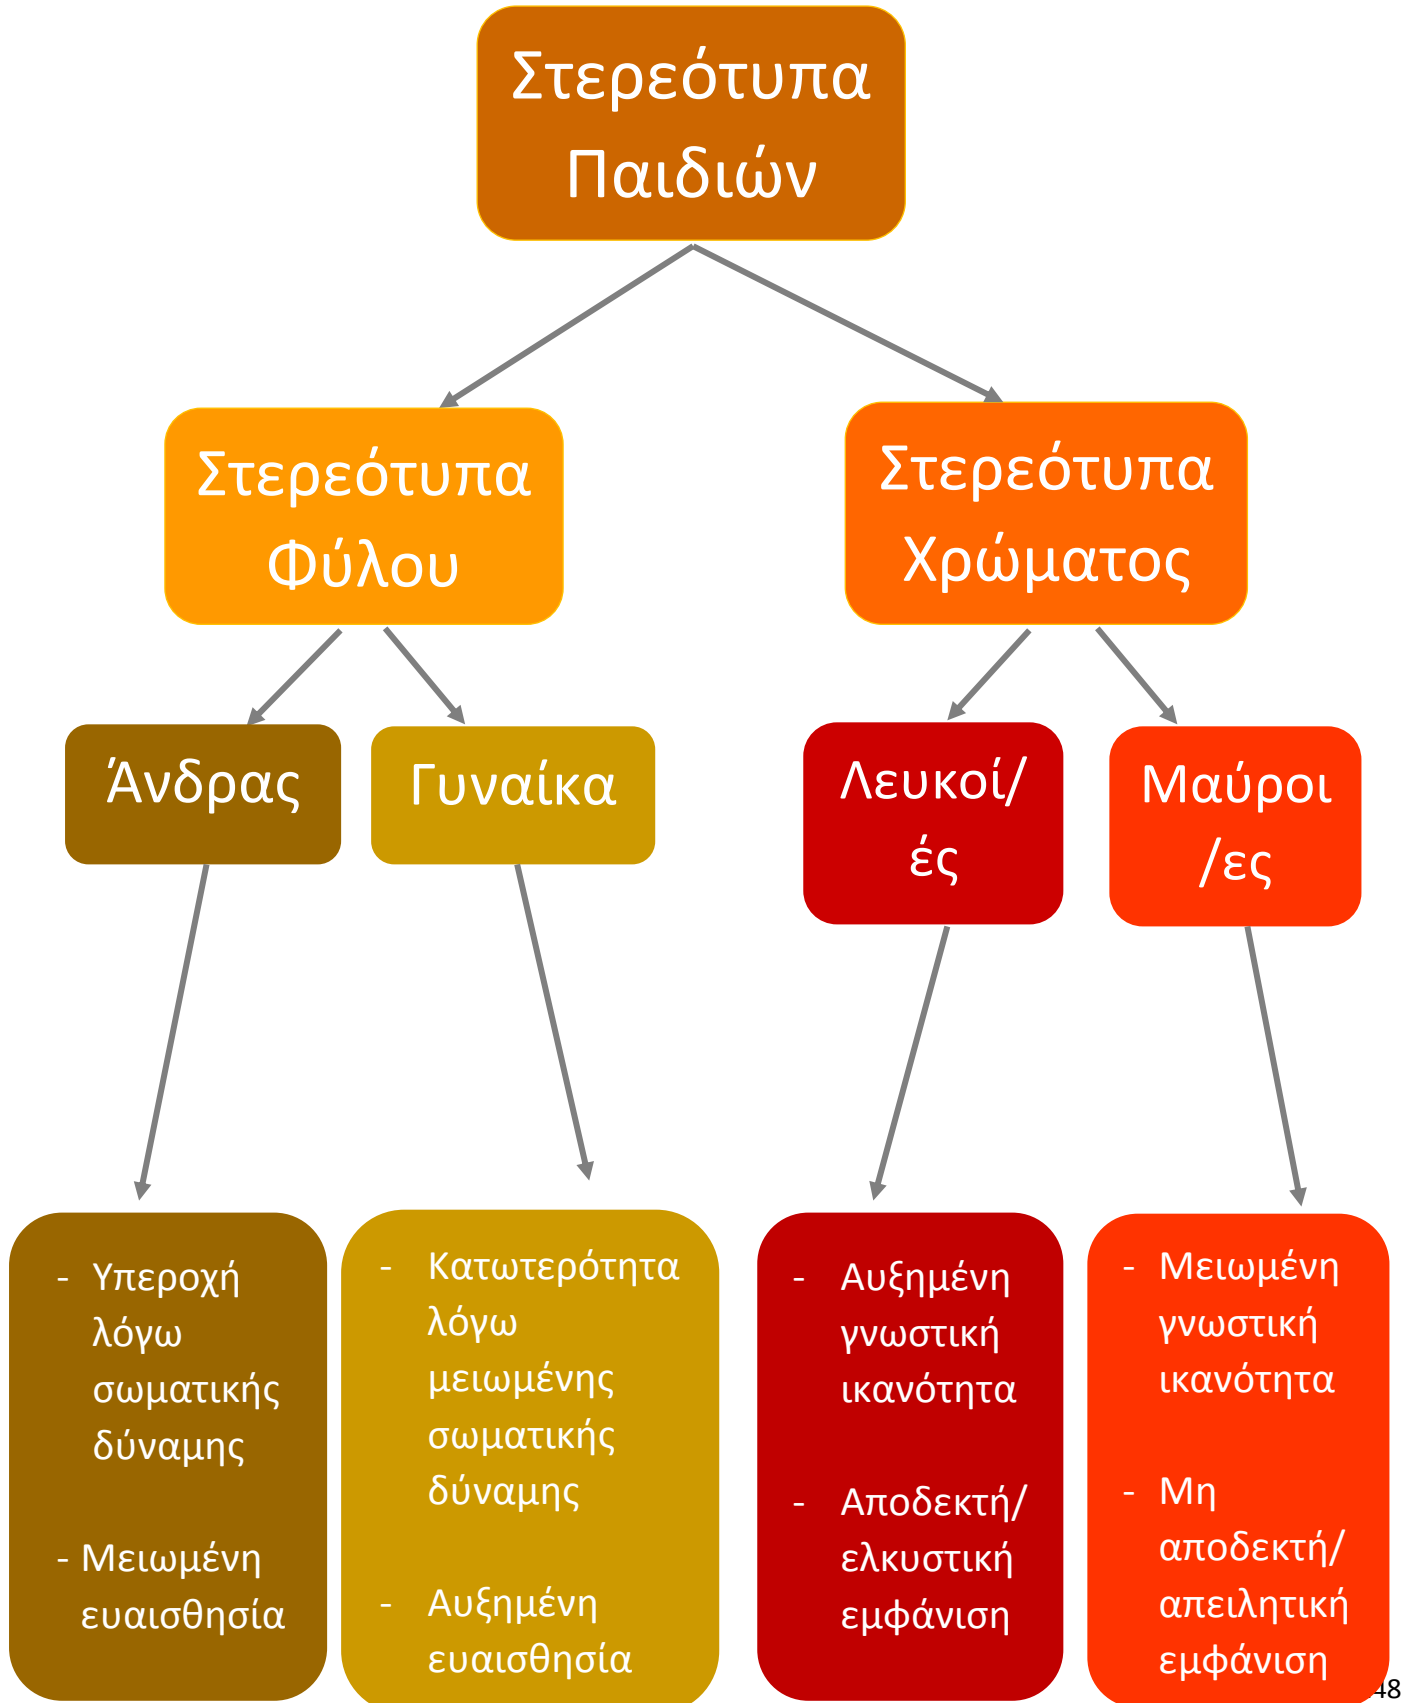 Στερεότυπα
Παιδιών
Στερεότυπα
Φύλου
Στερεότυπα
Χρώματος
Άνδρας
Γυναίκα
Λευκοί/
ές
Μαύροι
/ες
- Υπεροχή
λόγω
σωματικής
δύναμης
- Μειωμένη
ευαισθησία
- Κατωτερότητα
λόγω
μειωμένης
σωματικής
δύναμης
- Αυξημένη
ευαισθησία
- Αυξημένη
γνωστική
ικανότητα
- Αποδεκτή/
ελκυστική
εμφάνιση
- Μειωμένη
γνωστική
ικανότητα
- Μη
αποδεκτή/
απειλητική
εμφάνιση